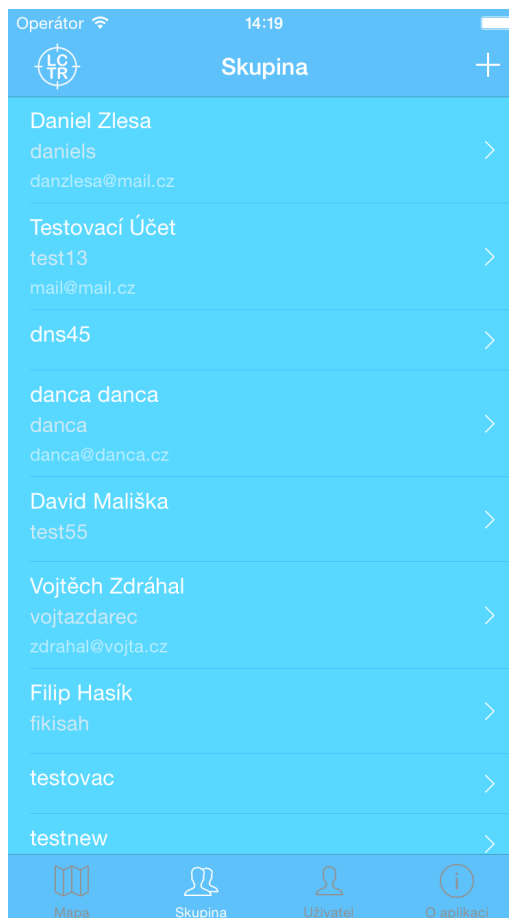 Operátor 14:19
LC
TR
Skupina
Daniel Zlesa
daniels
danzlesa@mail.cz
Testovací Účet
test13
mail@mail.cz
dns45
danca danca
danca
danca@danca.cz
David Mališka
test55
Vojtěch Zdráhal
vojtazdarec
zdrahal@vojta.cz
Filip Hasík
fikisah
testovac
testnew
Mapa Skupina Uživatel O aplikaci